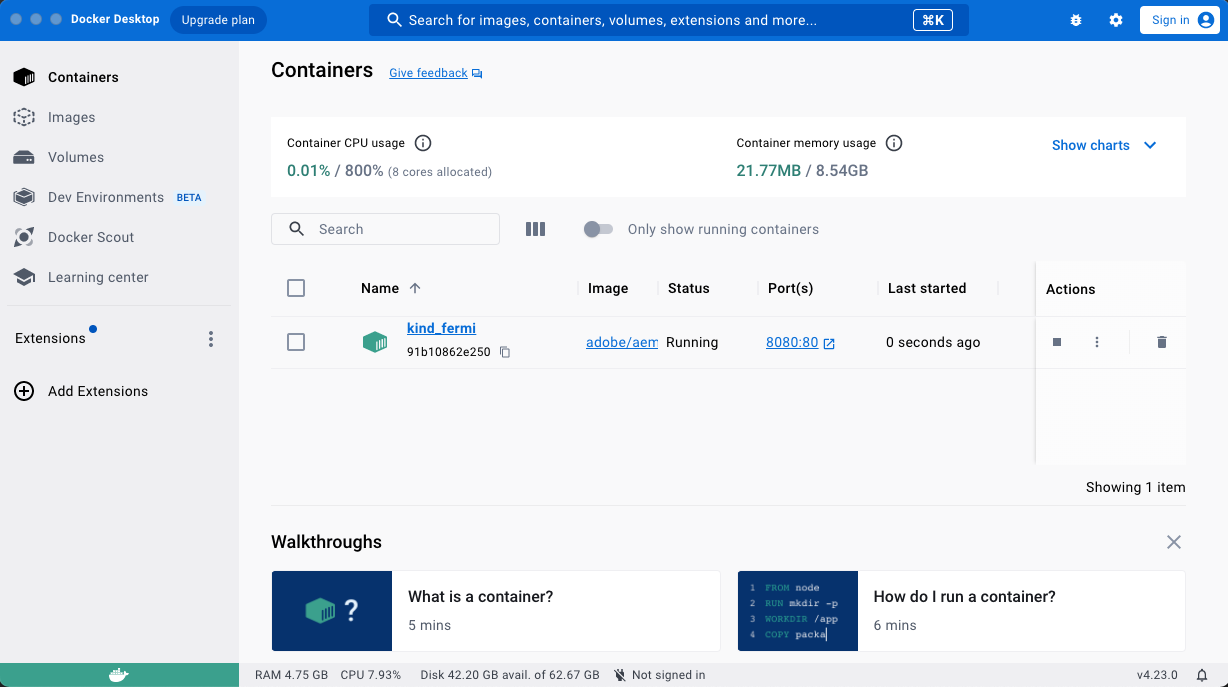 Docker Desktop
Upgrade plan
Search for images, containers, volumes, extensions and more...
⌘K
Sign in
Containers
Images
Volumes
Dev Environments BETA
Docker Scout
Learning center
Extensions
Add Extensions
Containers
Give feedback
Container CPU usage
0.01% / 800% (8 cores allocated)
Container memory usage
21.77MB / 8.54GB
Show charts
Search
Only show running containers
Name
Image
Status
Port(s)
Last started
Actions
kind_fermi
91b10862e250
adobe/aem
Running
8080:80
0 seconds ago
Showing 1 item
Walkthroughs
?
What is a container?
5 mins
1 FROM node
2 RUN mkdir -p
3 WORKDIR /app
4 COPY packa
How do I run a container?
6 mins
RAM 4.75 GB
CPU 7.93%
Disk 42.20 GB avail. of 62.67 GB
Not signed in
v4.23.0